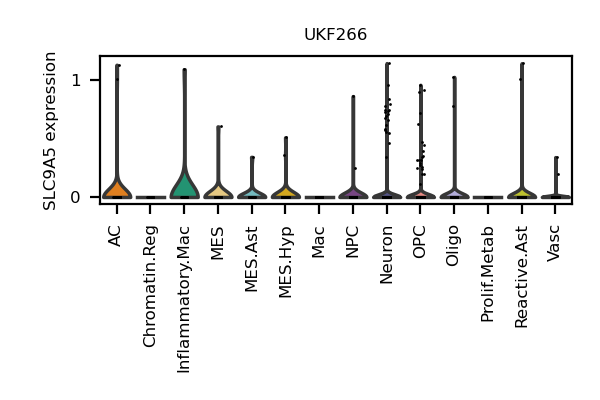 UKF266
SLC9A5 expression
1
0
AC
Chromatin.Reg
Inflammatory.Mac
MES
MES.Ast
MES.Hyp
Mac
NPC
Neuron
OPC
Oligo
Prolif.Metab
Reactive.Ast
Vasc